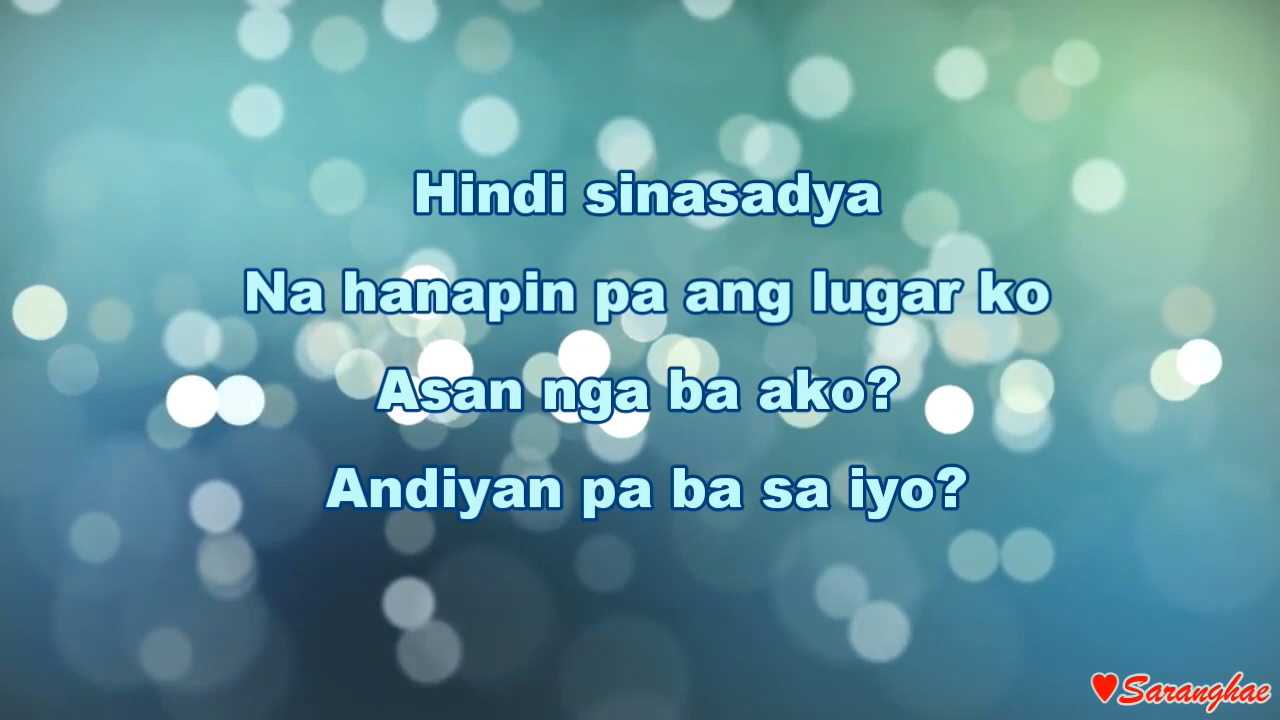 Hindi sinasadya
Na hanapin pa ang lugar ko
Asan nga ba ako?
Andiyan pa ba sa iyo?
Saranghae